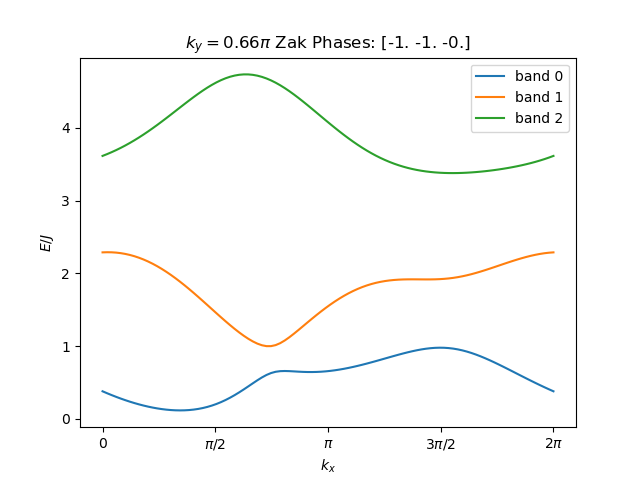 k_y = 0.66π Zak Phases: [-1. -1. -0.]
band 0
band 1
band 2
4
3
2
1
0
E/J
0 π/2 π 3π/2 2π
k_x